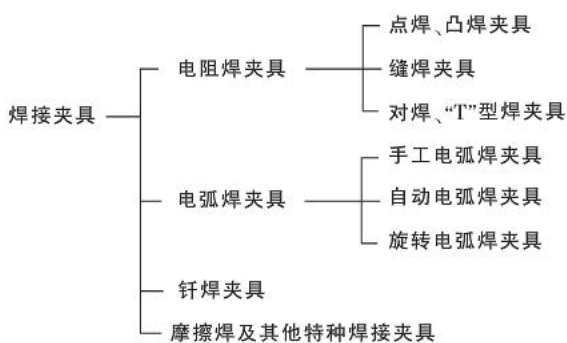 点焊、凸焊夹具
电阻焊夹具
缝焊夹具
焊接夹具
对焊、“T”型焊夹具
手工电弧焊夹具
电弧焊夹具
自动电弧焊夹具
旋转电弧焊夹具
钎焊夹具
摩擦焊及其他特种焊接夹具